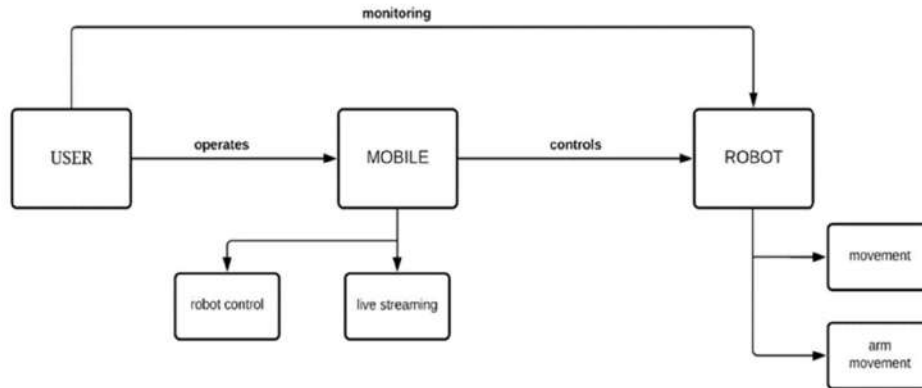 monitoring
USER
operates
MOBILE
controls
ROBOT
robot control
live streaming
movement
arm
movement